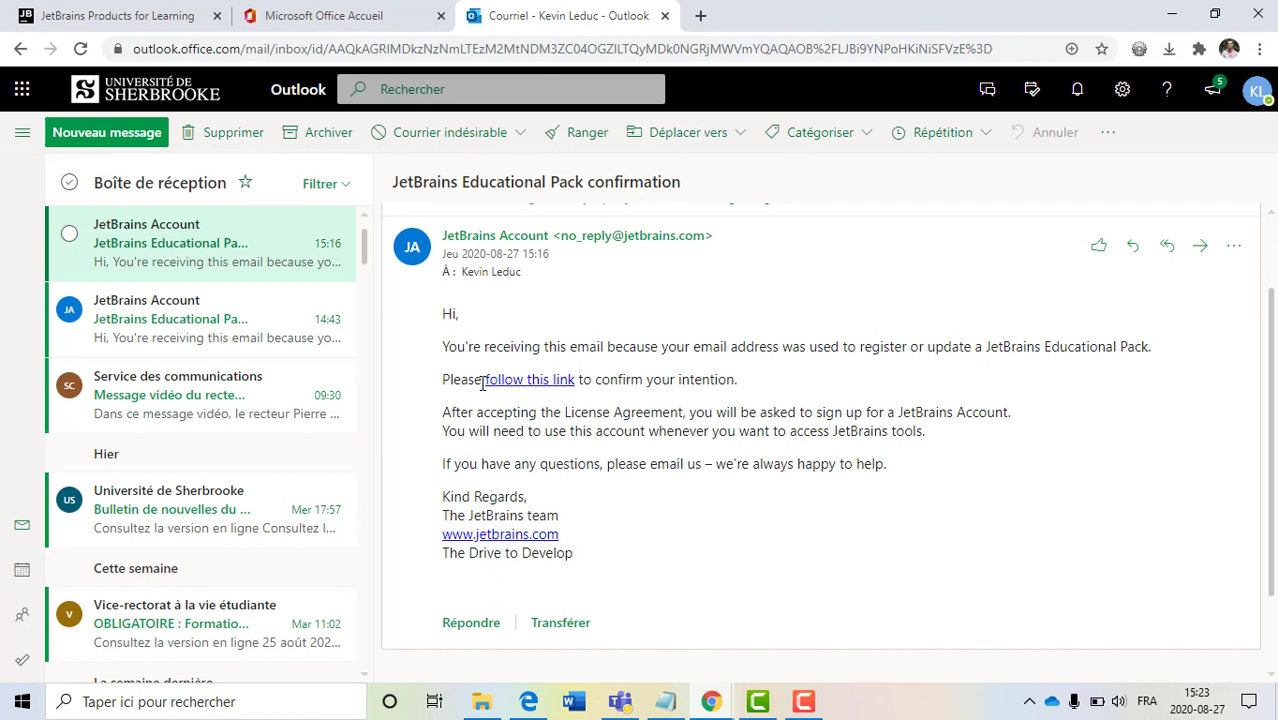 JetBrains Products for Learning
Microsoft Office Accueil
Courriel - Kevin Leduc - Outlook
outlook.office.com/mail/inbox/id/AAQkAGRlMDkzNzNmLTEzM2MtNDM3ZC04OGZlLTQyMDk0NGRjMWVmYQAQAOB%2FLJBi9YNPoHKiNiSFVzE%3D
UNIVERSITÉ DE
SHERBROOKE
Outlook
Rechercher
5
KL
Nouveau message
Supprimer
Archiver
Courrier indésirable
Ranger
Déplacer vers
Catégoriser
Répétition
Annuler
Boîte de réception
Filtrer
JetBrains Account
JetBrains Educational Pa... 15:16
Hi, You're receiving this email because yo...
JA
JetBrains Account
JetBrains Educational Pa... 14:43
Hi, You're receiving this email because yo...
SC
Service des communications
Message vidéo du recte... 09:30
Dans ce message vidéo, le recteur Pierre ...
Hier
US
Université de Sherbrooke
Bulletin de nouvelles du ... Mer 17:57
Consultez la version en ligne Consultez l...
Cette semaine
V
Vice-rectorat à la vie étudiante
OBLIGATOIRE : Formatio... Mar 11:02
Consultez la version en ligne 25 août 202...
La semaine dernière
JetBrains Educational Pack confirmation
JA
JetBrains Account <no_reply@jetbrains.com>
Jeu 2020-08-27 15:16
À : Kevin Leduc
Hi,
You're receiving this email because your email address was used to register or update a JetBrains Educational Pack.
Please follow this link to confirm your intention.
After accepting the License Agreement, you will be asked to sign up for a JetBrains Account.
You will need to use this account whenever you want to access JetBrains tools.
If you have any questions, please email us – we're always happy to help.
Kind Regards,
The JetBrains team
www.jetbrains.com
The Drive to Develop
Répondre
Transférer
Taper ici pour rechercher
FRA
15:23
2020-08-27